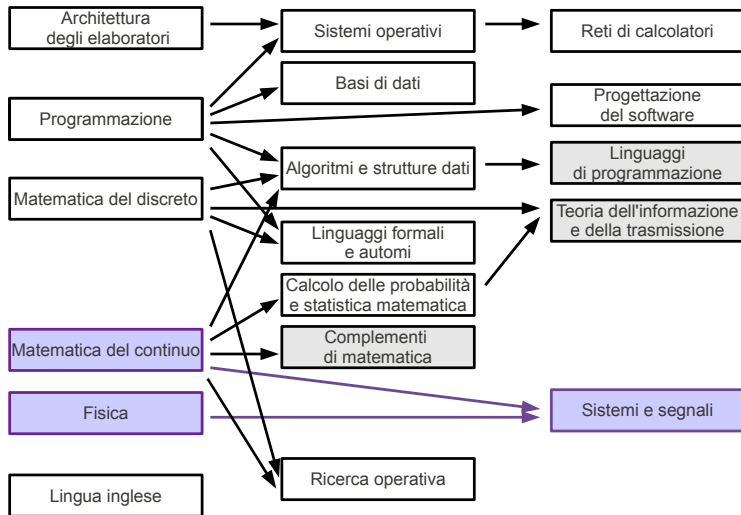 Architettura
degli elaboratori
Sistemi operativi
Reti di calcolatori
Basi di dati
Programmazione
Progettazione
del software
Algoritmi e strutture dati
Linguaggi
di programmazione
Matematica del discreto
Teoria dell'informazione
e della trasmissione
Linguaggi formali
e automi
Calcolo delle probabilità
e statistica matematica
Matematica del continuo
Complementi
di matematica
Fisica
Sistemi e segnali
Ricerca operativa
Lingua inglese